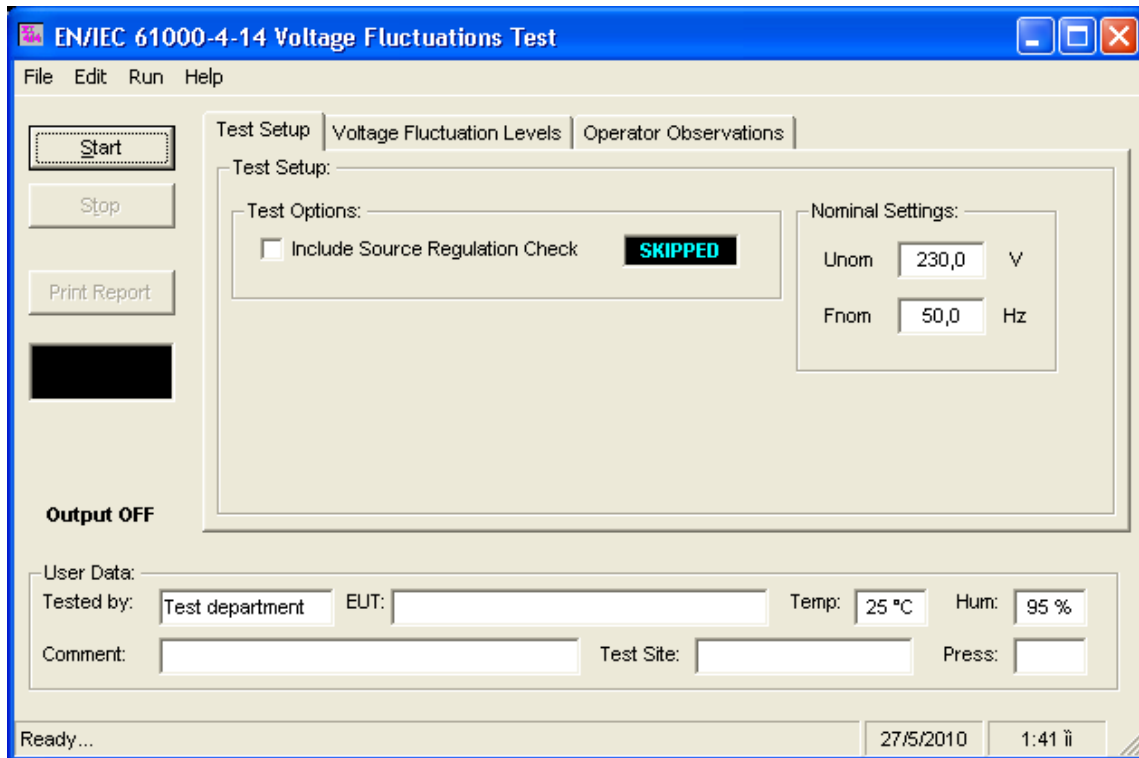 EN/IEC 61000-4-14 Voltage Fluctuations Test
File Edit Run Help
Start
Stop
Print Report
Output OFF
Test Setup Voltage Fluctuation Levels Operator Observations
Test Setup:
Test Options:
Include Source Regulation Check SKIPPED
Nominal Settings:
Unom 230,0 V
Fnom 50,0 Hz
User Data:
Tested by: Test department EUT: Temp: 25 °C Hum: 95 %
Comment: Test Site: Press:
Ready... 27/5/2010 1:41 ìì